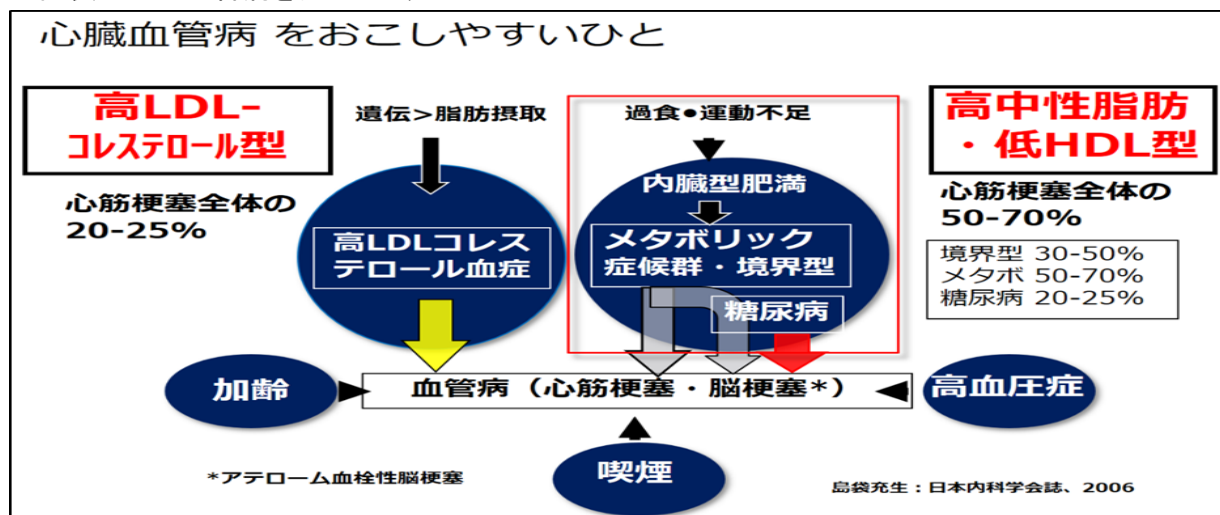 心臓血管病 をおこしやすいひと
高LDL-
ｺﾚｽﾃﾛｰﾙ型
心筋梗塞全体の
20-25%
遺伝>脂肪摂取
高LDLコレス
テロール血症
過食●運動不足
内臓型肥満
メタボリック
症候群・境界型
糖尿病
高中性脂肪
・低HDL型
心筋梗塞全体の
50-70%
境界型 30-50%
メタボ 50-70%
糖尿病 20-25%
加齢
血管病（心筋梗塞・脳梗塞*）
高血圧症
喫煙
*アテローム血栓性脳梗塞
島袋充生：日本内科学会誌、2006